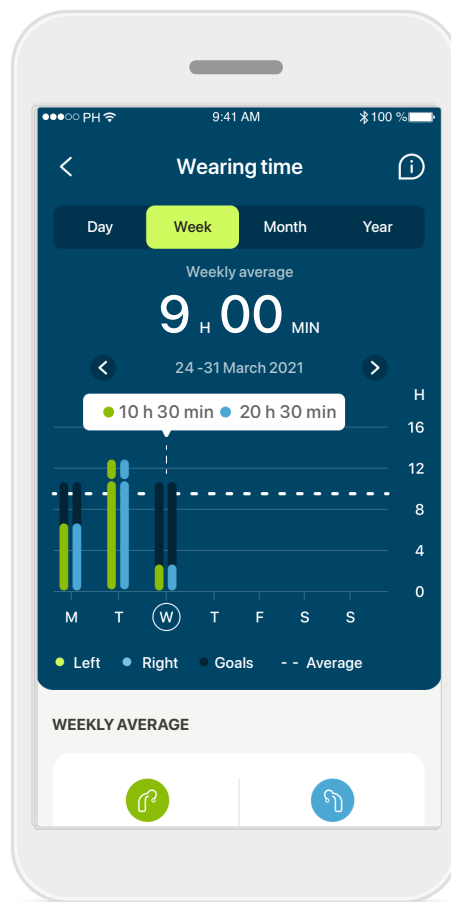 PH 9:41 AM 100 %
Wearing time
Day Week Month Year
Weekly average
9 H 00 MIN
24 -31 March 2021
H
10 h 30 min 20 h 30 min
16
12
8
4
0
M T W T F S S
Left Right Goals - - Average
WEEKLY AVERAGE